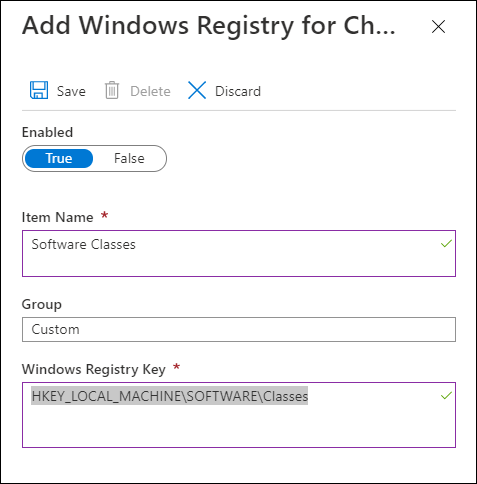 Add Windows Registry for Ch...
Save Delete Discard
Enabled
True False
Item Name *
Software Classes
Group
Custom
Windows Registry Key *
HKEY_LOCAL_MACHINE\SOFTWARE\Classes